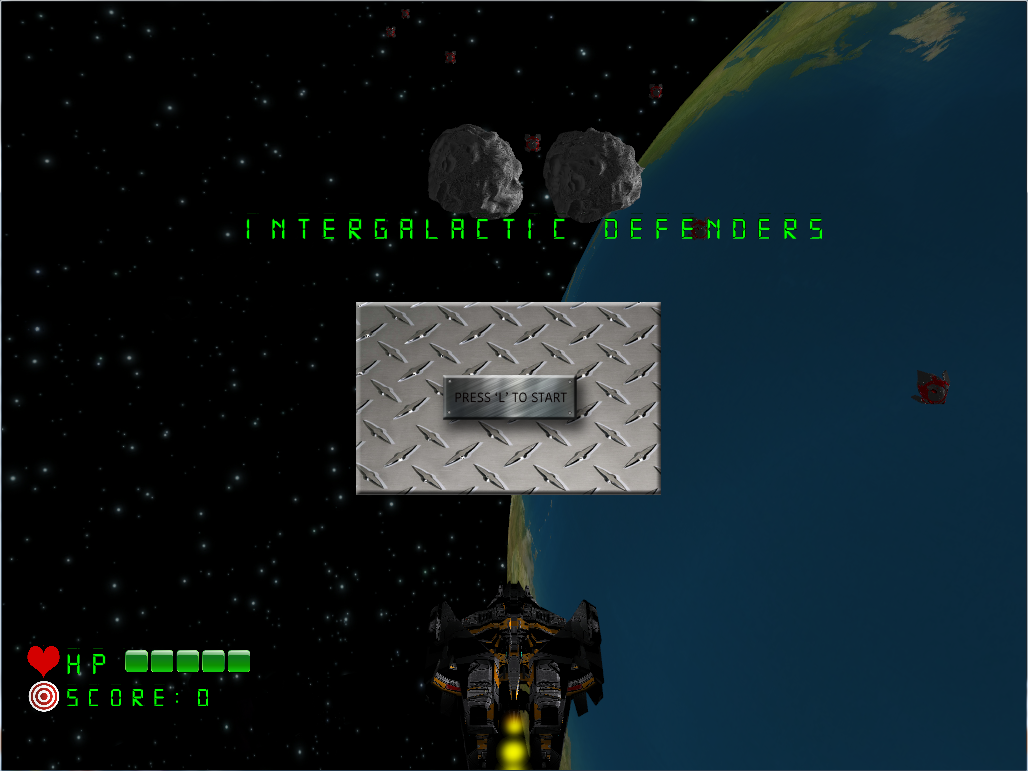 INTERGALACTIC DEFENDERS
PRESS 'L' TO START
HP
SCORE: 0